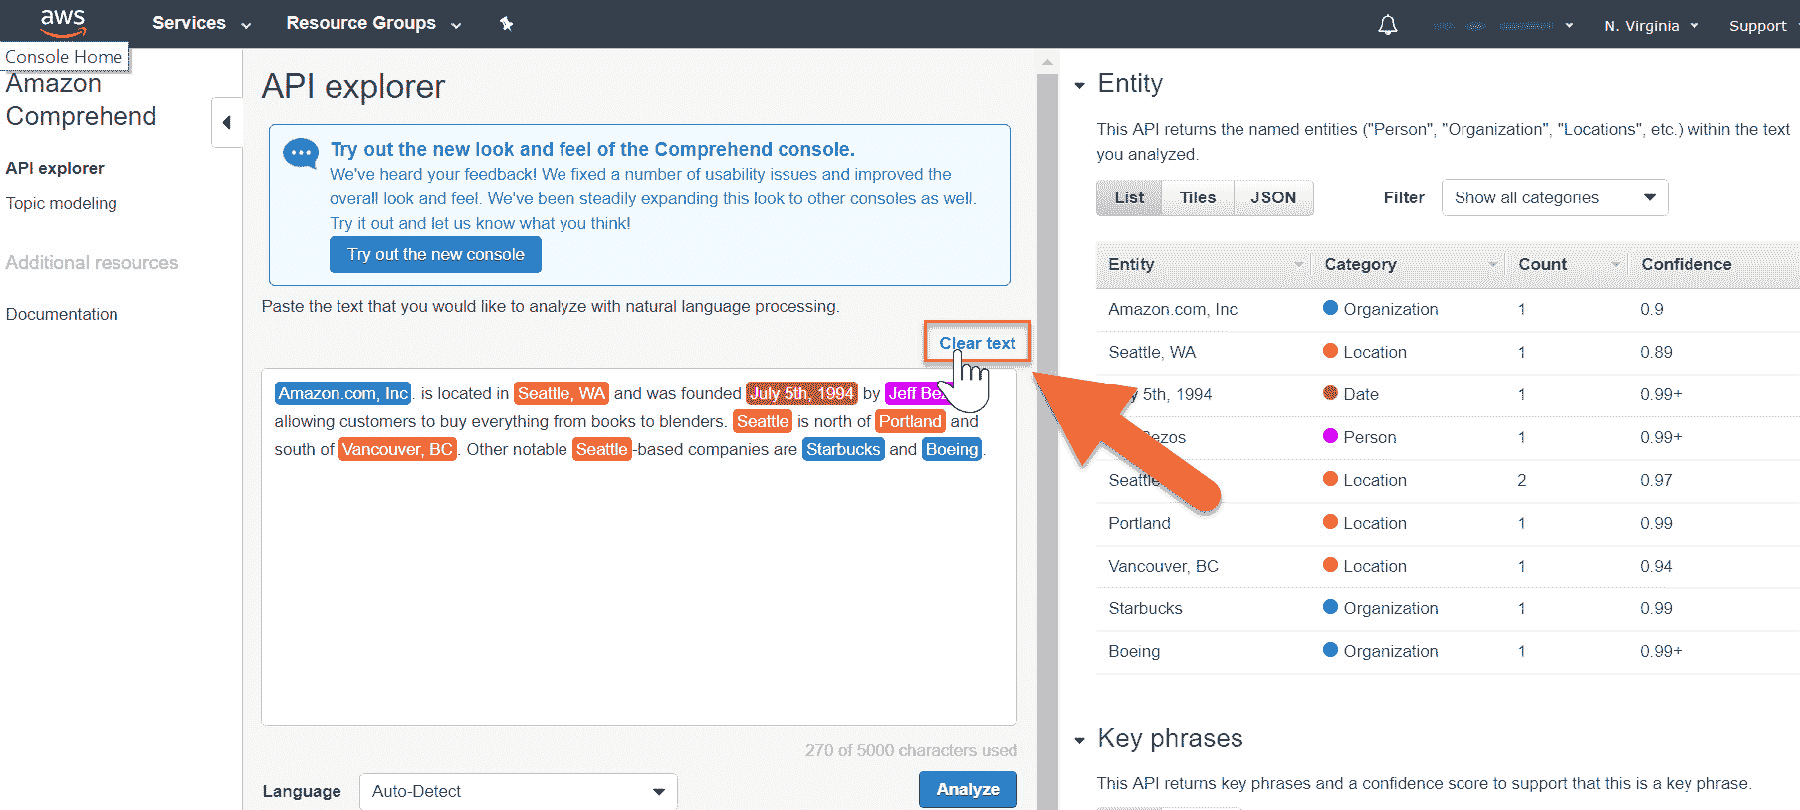 aws
Services
Resource Groups
N. Virginia
Support
Console Home
Amazon
Comprehend
API explorer
Topic modeling
Additional resources
Documentation
API explorer
Try out the new look and feel of the Comprehend console.
We've heard your feedback! We fixed a number of usability issues and improved the
overall look and feel. We've been steadily expanding this look to other consoles as well.
Try it out and let us know what you think!
Try out the new console
Paste the text that you would like to analyze with natural language processing.
Clear text
Amazon.com, Inc. is located in Seattle, WA and was founded July 5th, 1994 by Jeff
allowing customers to buy everything from books to blenders. Seattle is north of Portland and
south of Vancouver, BC. Other notable Seattle-based companies are Starbucks and Boeing.
270 of 5000 characters used
Language
Auto-Detect
Analyze
Entity
This API returns the named entities ("Person", "Organization", "Locations", etc.) within the text
you analyzed.
List Tiles JSON
Filter
Show all categories
Entity Category Count Confidence
Amazon.com, Inc Organization 1 0.9
Seattle, WA Location 1 0.89
5th, 1994 Date 1 0.99+
Person 1 0.99+
Seattle Location 2 0.97
Portland Location 1 0.99
Vancouver, BC Location 1 0.94
Starbucks Organization 1 0.99
Boeing Organization 1 0.99+
Key phrases
This API returns key phrases and a confidence score to support that this is a key phrase.